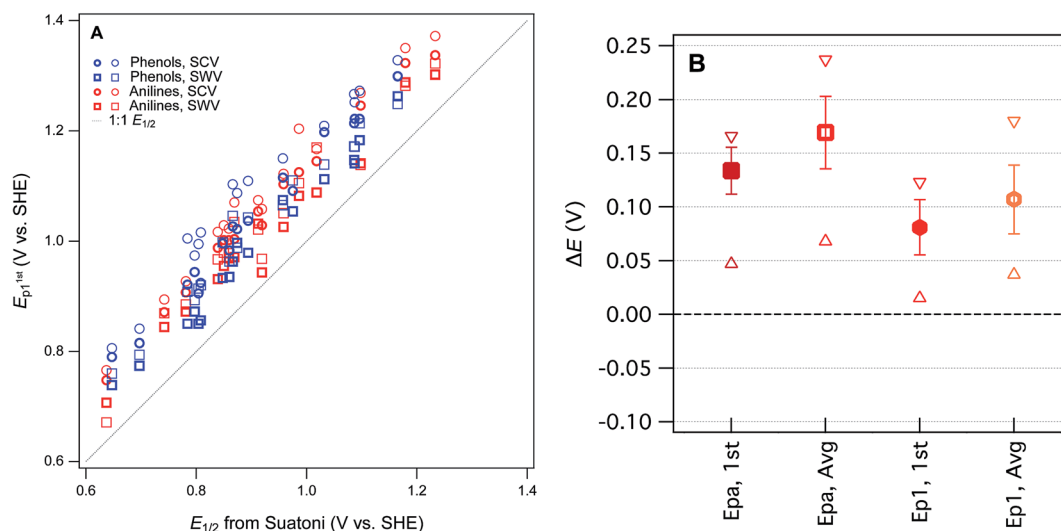 A
Phenols, SCV
Phenols, SWV
Anilines, SCV
Anilines, SWV
1:1 E1/2
1.4
1.2
1.0
0.8
0.6
0.6
0.8
1.0
1.2
1.4
Ep1 1st (V vs. SHE)
E1/2 from Suatoni (V vs. SHE)
B
0.25
0.20
0.15
0.10
0.05
0.00
-0.05
-0.10
ΔE (V)
Epa, 1st
Epa, Avg
Ep1, 1st
Ep1, Avg